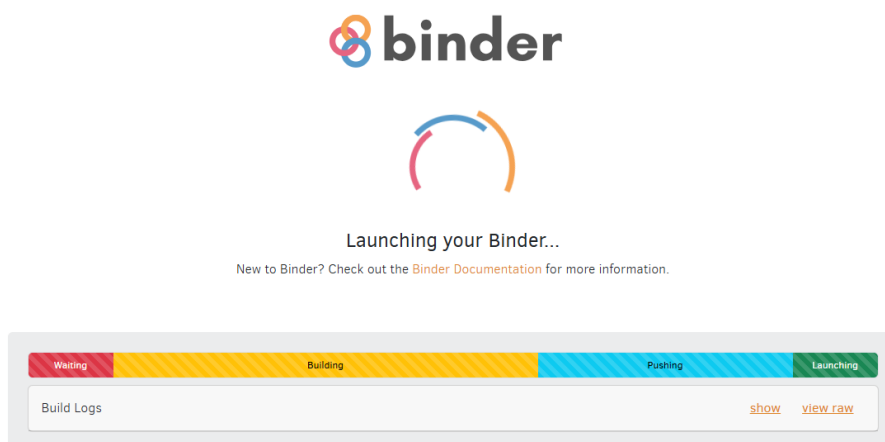 binder
Launching your Binder...
New to Binder? Check out the Binder Documentation for more information.
Waiting Building Pushing Launching
Build Logs show view raw